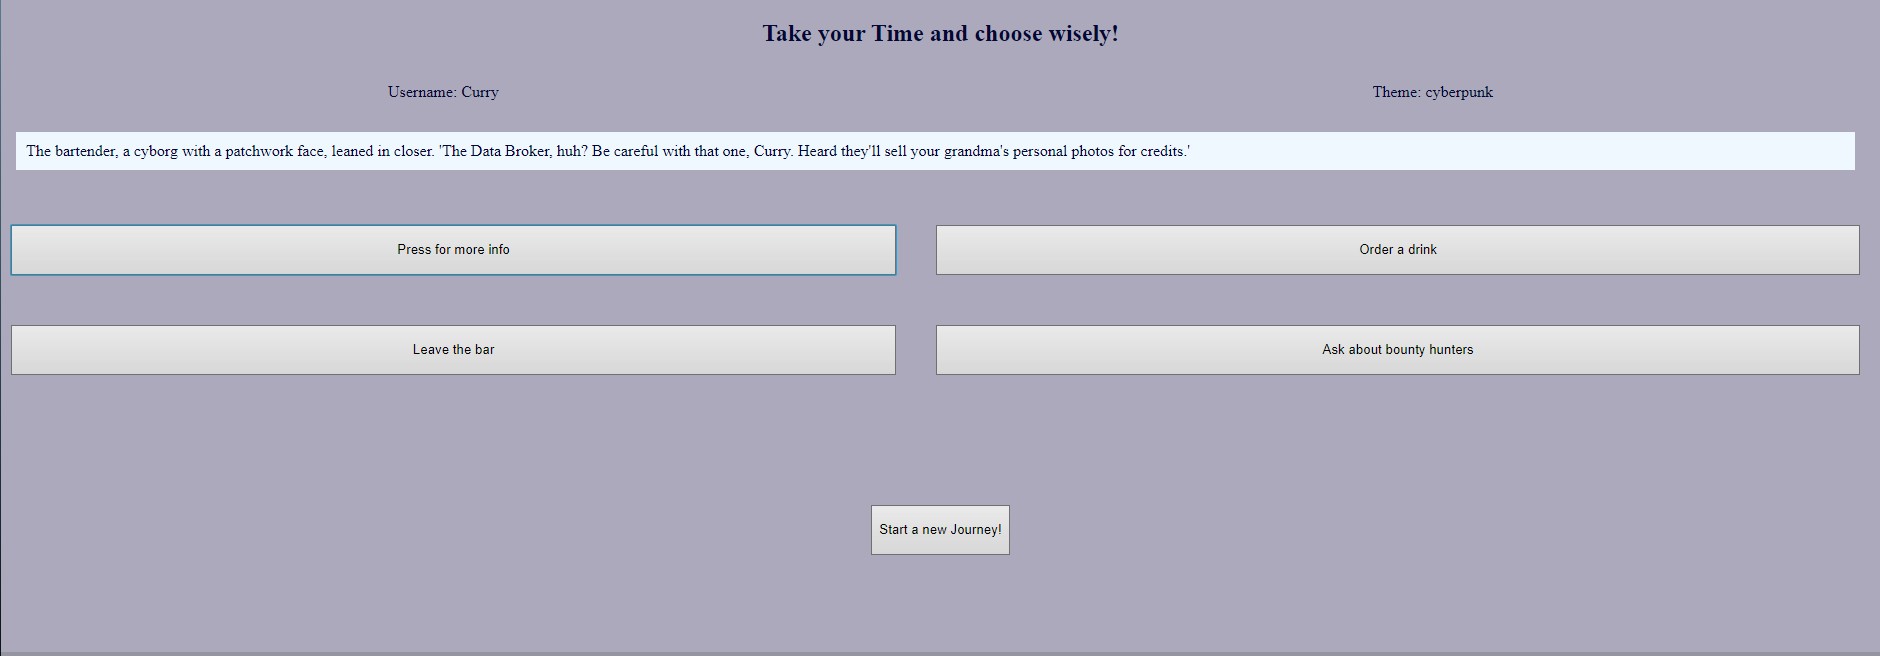 Take your Time and choose wisely!
Username: Curry
Theme: cyberpunk
The bartender, a cyborg with a patchwork face, leaned in closer. 'The Data Broker, huh? Be careful with that one, Curry. Heard they'll sell your grandma's personal photos for credits.'
Press for more info
Order a drink
Leave the bar
Ask about bounty hunters
Start a new Journey!